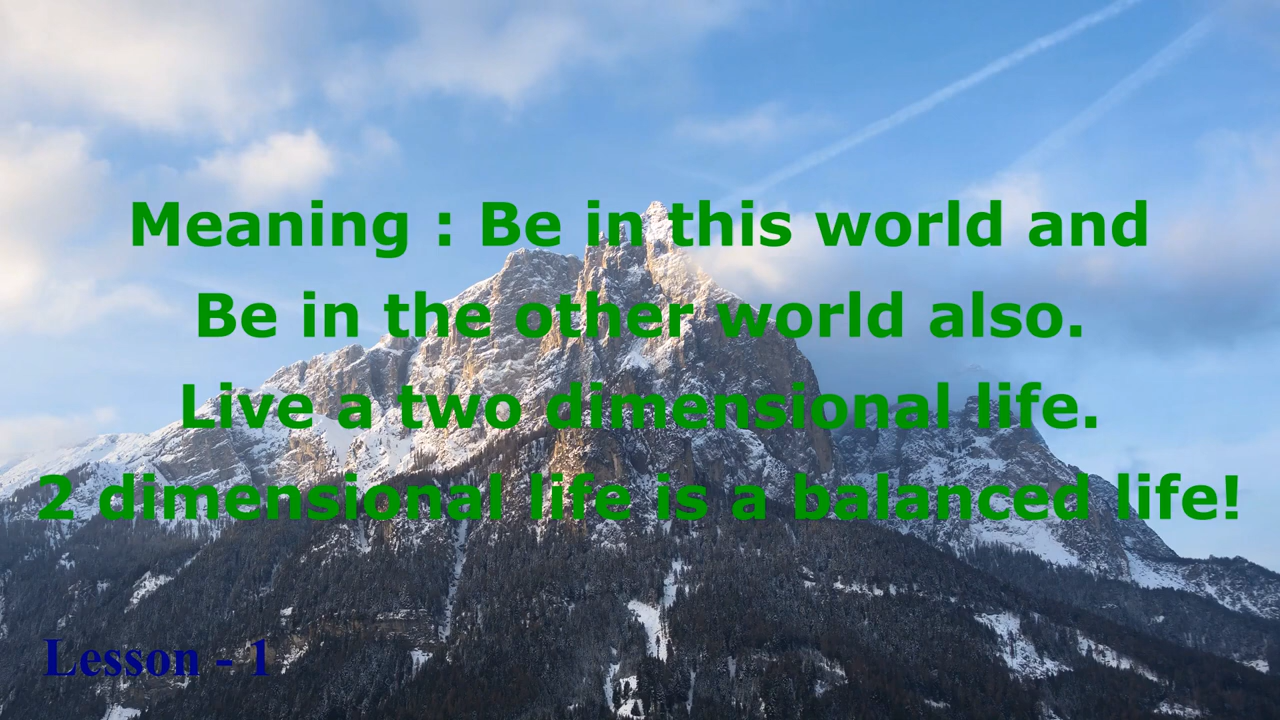 Meaning : Be in this world and
Be in the other world also.
Live a two dimensional life.
2 dimensional life is a balanced life!
Lesson - 1